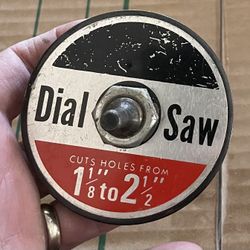 Dial Saw
CUTS HOLES FROM
1 1/8" to 2 1/2"